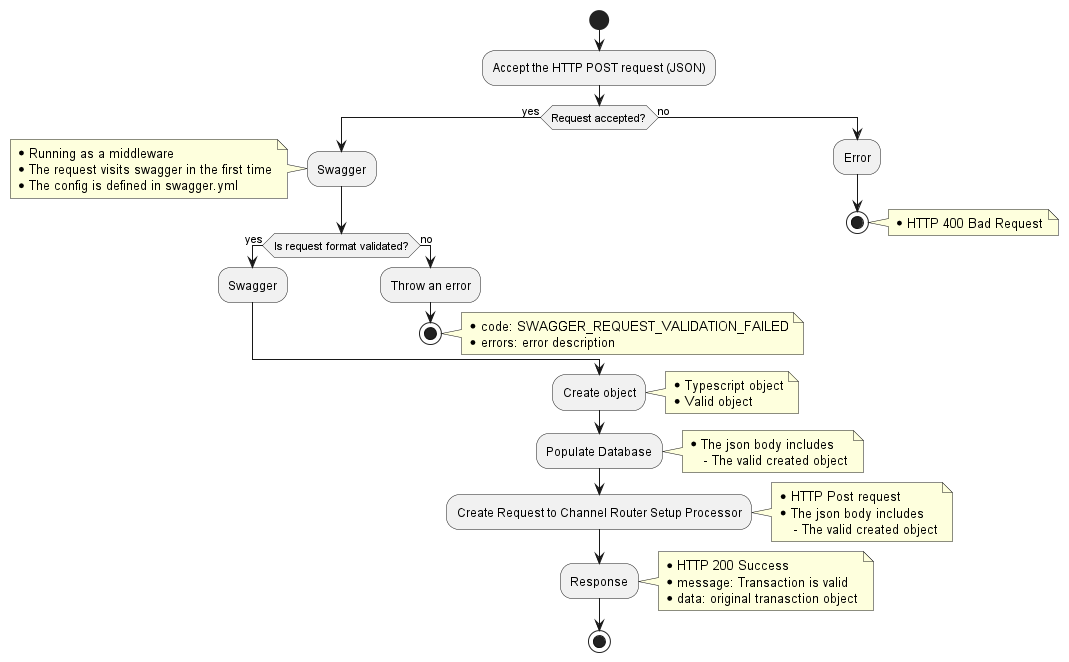 Accept the HTTP POST request (JSON)
yes
Request accepted?
no
• Running as a middleware
• The request visits swagger in the first time
• The config is defined in swagger.yml
Swagger
Error
• HTTP 400 Bad Request
yes
Is request format validated?
no
Swagger
Throw an error
• code: SWAGGER_REQUEST_VALIDATION_FAILED
• errors: error description
Create object
• Typescript object
• Valid object
Populate Database
• The json body includes
- The valid created object
Create Request to Channel Router Setup Processor
• HTTP Post request
• The json body includes
- The valid created object
Response
• HTTP 200 Success
• message: Transaction is valid
• data: original tranasction object